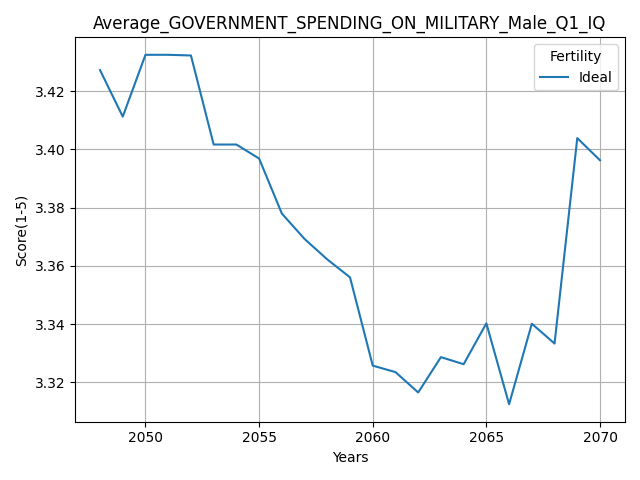 Average_GOVERNMENT_SPENDING_ON_MILITARY_Male_Q1_IQ
Fertility
Ideal
Score(1-5)
3.42
3.40
3.38
3.36
3.34
3.32
2050 2055 2060 2065 2070
Years